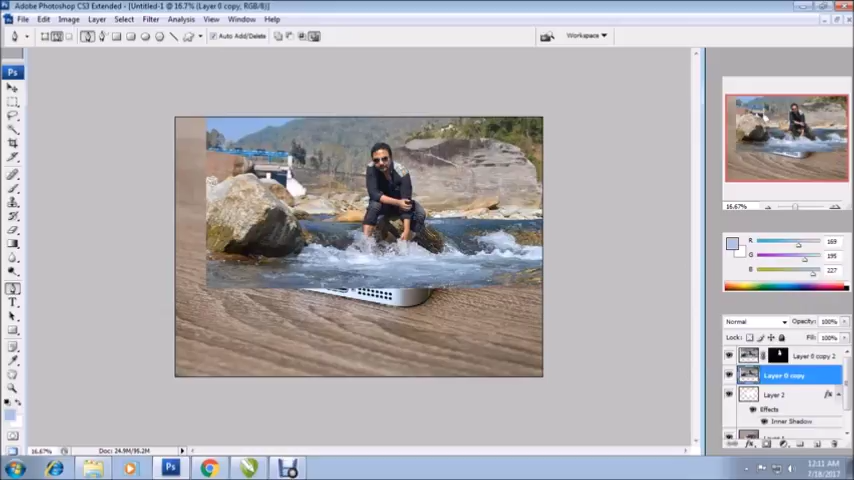 Adobe Photoshop CS3 Extended - [Untitled-1 @ 16.7% (Layer 0 copy, RGB/8)]
File Edit Image Layer Select Filter Analysis View Window Help
Auto Add/Delete
Workspace
Ps
T
16.67%
R 169
G 195
B 227
Normal Opacity: 100%
Lock: Fill: 100%
Layer 0 copy 2
Layer 0 copy
Layer 2 fx
Effects
Inner Shadow
16.67% Doc: 24.9M/96.2M
Ps
12:11 AM
7/18/2017